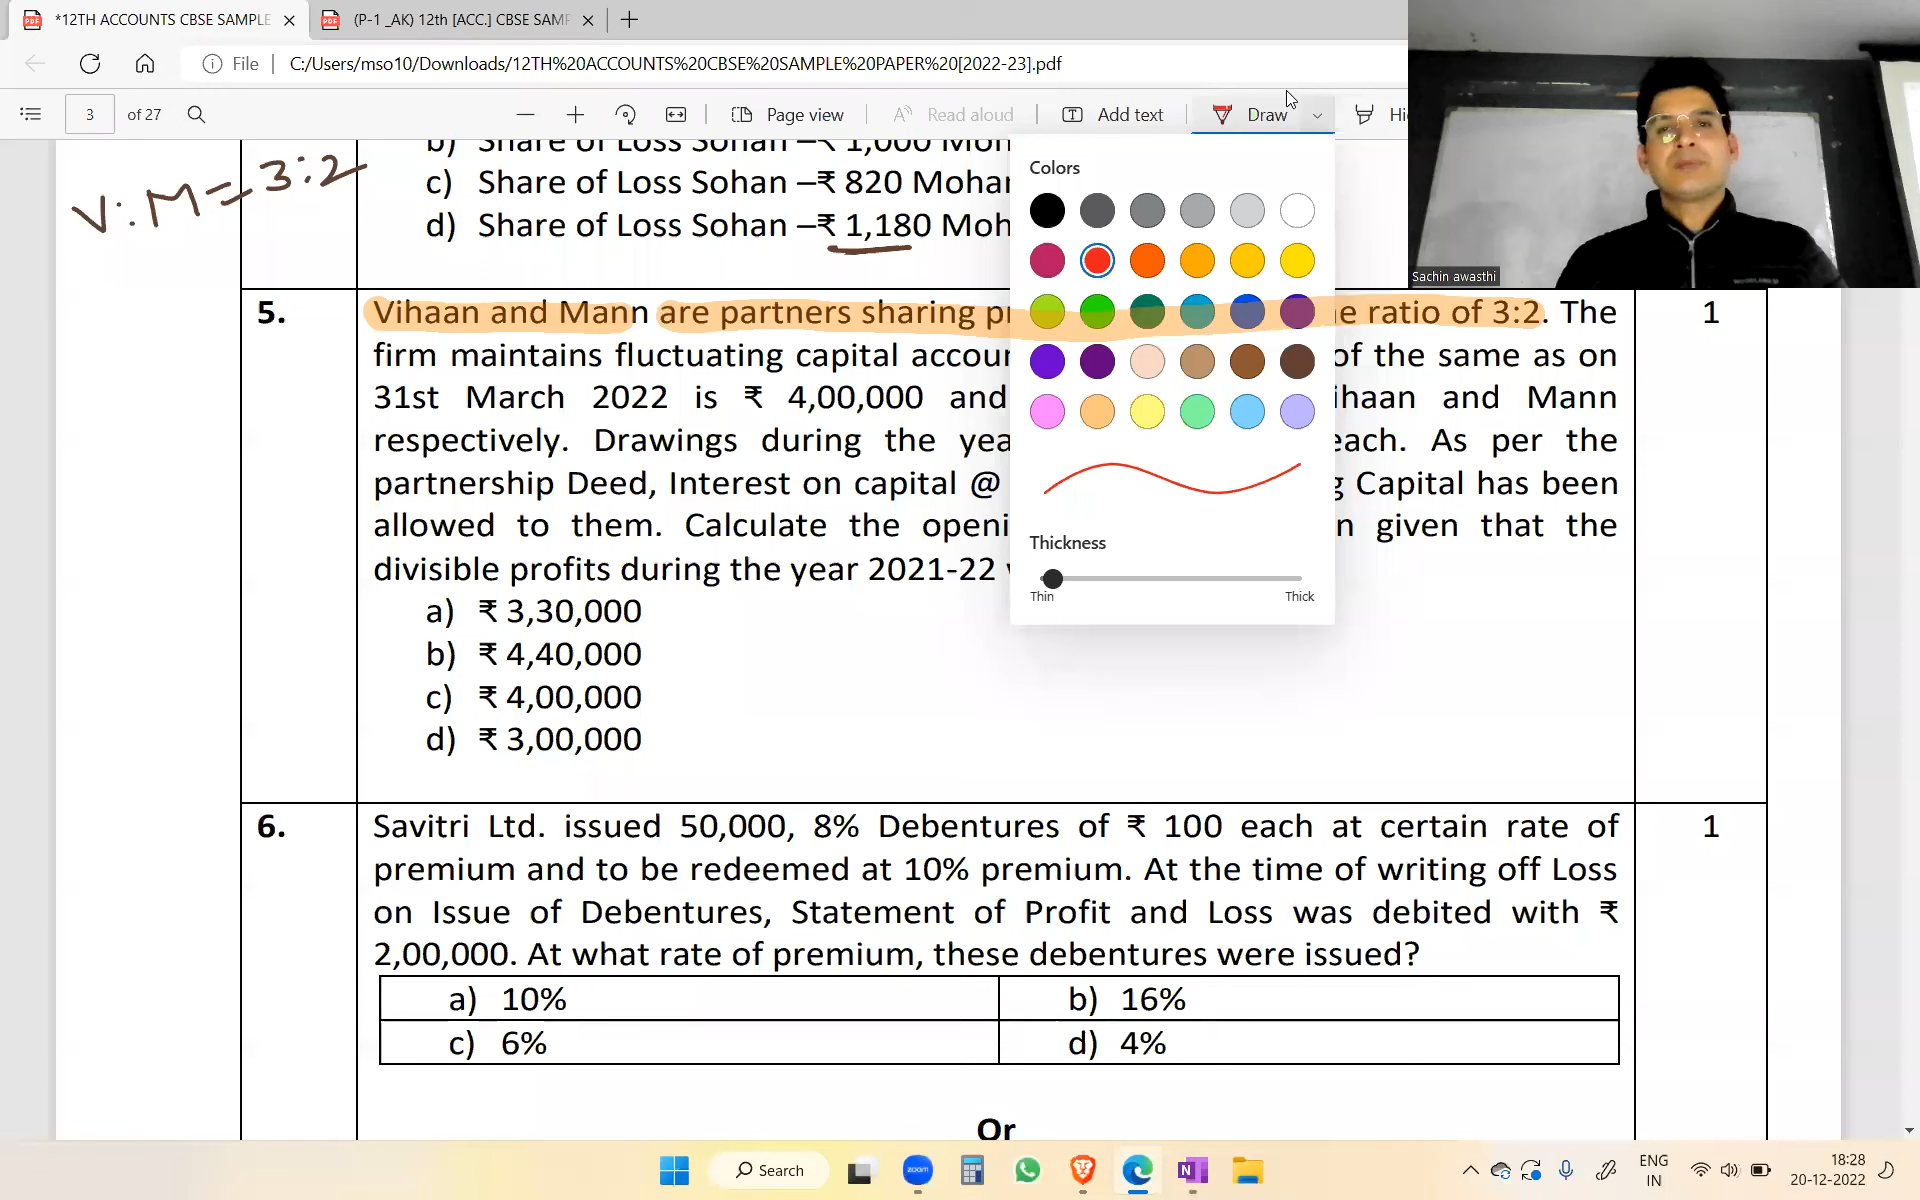 *12TH ACCOUNTS CBSE SAMPLE
(P-1 _AK) 12th [ACC.] CBSE SAMP
File
C:/Users/mso10/Downloads/12TH%20ACCOUNTS%20CBSE%20SAMPLE%20PAPER%20[2022-23].pdf
3 of 27
Page view
Read aloud
Add text
Draw
Sachin awasthi
V:M=3:2
b) Share of Loss Sohan –₹ 1,000
c) Share of Loss Sohan –₹ 820
d) Share of Loss Sohan –₹ 1,180
Colors
Thickness
Thin Thick
5. Vihaan and Mann are partners sharing ratio of 3:2. The 1
firm maintains fluctuating capital of the same as on
31st March 2022 is ₹ 4,00,000 and and Mann
respectively. Drawings during the As per the
partnership Deed, Interest on capital @ Capital has been
allowed to them. Calculate the given that the
divisible profits during the year 2021-22
a) ₹ 3,30,000
b) ₹ 4,40,000
c) ₹ 4,00,000
d) ₹ 3,00,000
6. Savitri Ltd. issued 50,000, 8% Debentures of ₹ 100 each at certain rate of 1
premium and to be redeemed at 10% premium. At the time of writing off Loss
on Issue of Debentures, Statement of Profit and Loss was debited with ₹
2,00,000. At what rate of premium, these debentures were issued?
a) 10% b) 16%
c) 6% d) 4%
Or
Search
zoom
ENG
IN
18:28
20-12-2022